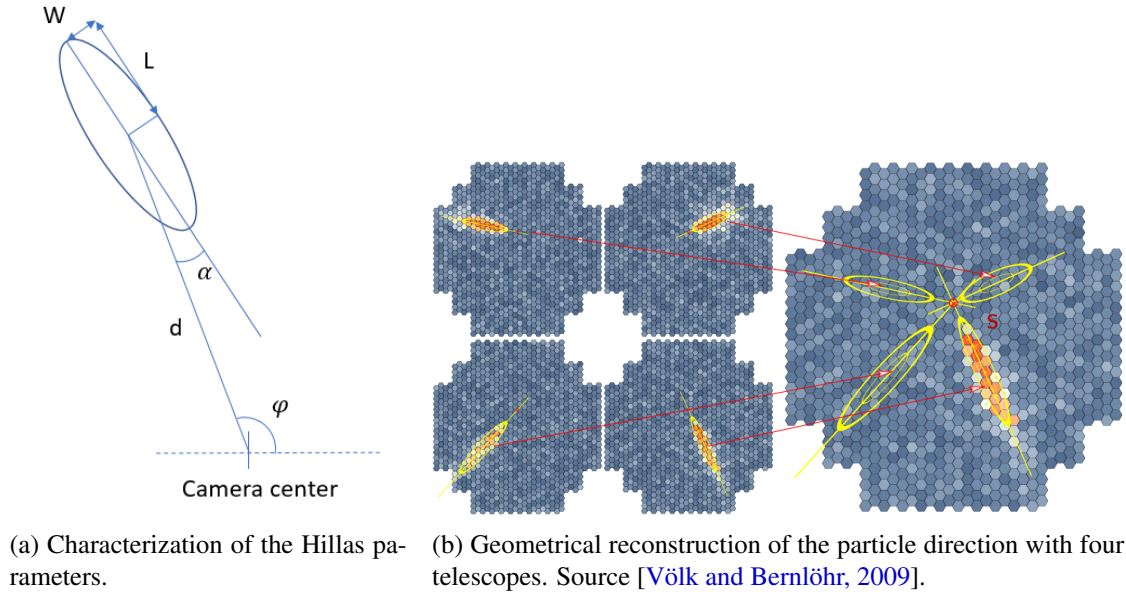 W
L
α
d
φ
Camera center
S
(a) Characterization of the Hillas pa-
rameters.
(b) Geometrical reconstruction of the particle direction with four
telescopes. Source [Völk and Bernlöhr, 2009].